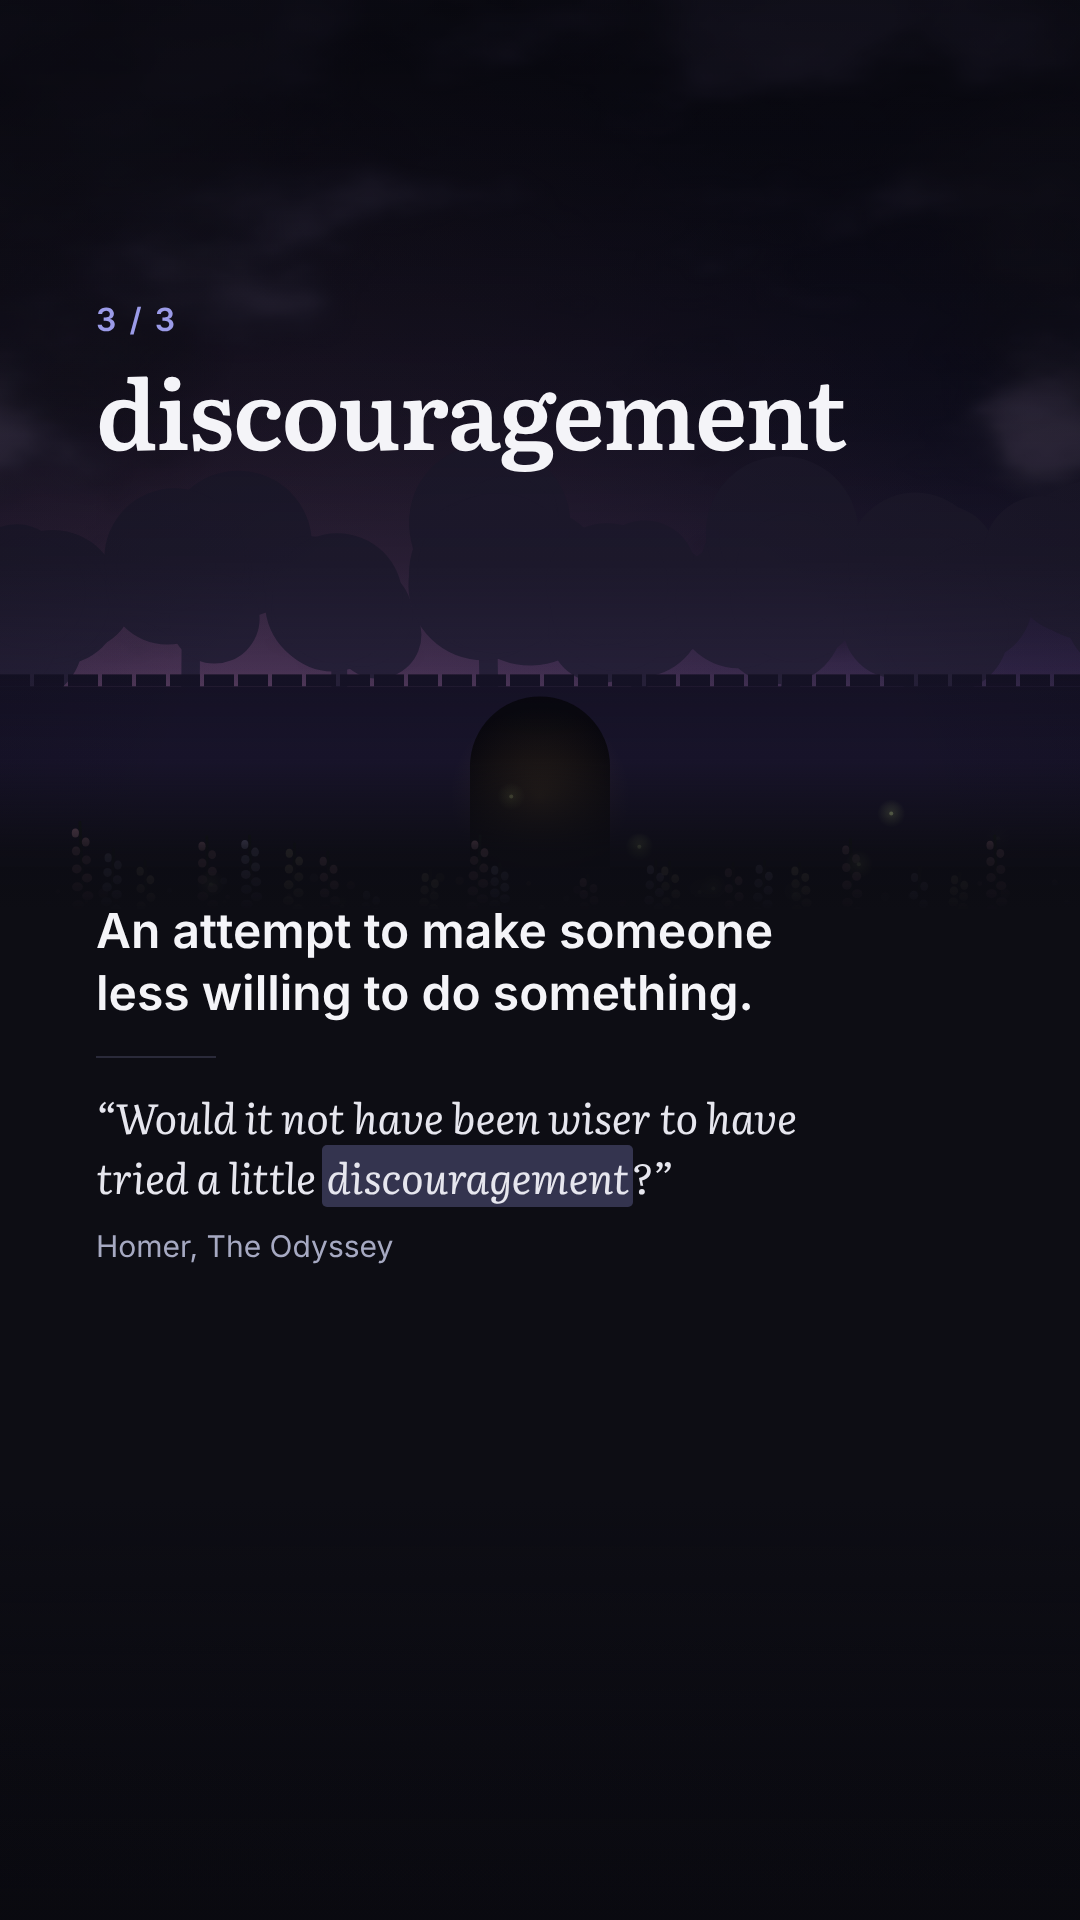 3 / 3
discouragement
An attempt to make someone
less willing to do something.
“Would it not have been wiser to have
tried a little discouragement?”
Homer, The Odyssey